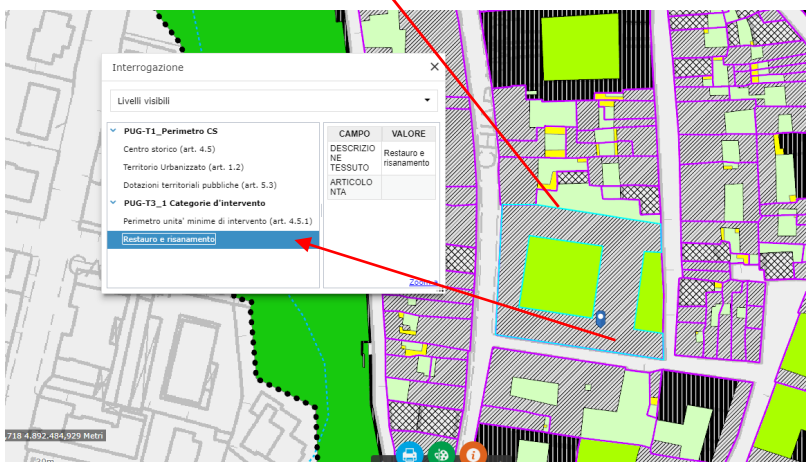 Interrogazione
×
Livelli visibili
PUG-T1_Perimetro CS
Centro storico (art. 4.5)
Territorio Urbanizzato (art. 1.2)
Dotazioni territoriali pubbliche (art. 5.3)
PUG-T3_1 Categorie d'intervento
Perimetro unita' minime di intervento (art. 4.5.1)
Restauro e risanamento
CAMPO VALORE
DESCRIZIO
NE
TESSUTO
Restauro e
risanamento
ARTICOLO
NTA
,718 4.892.484,929 Metri
20m